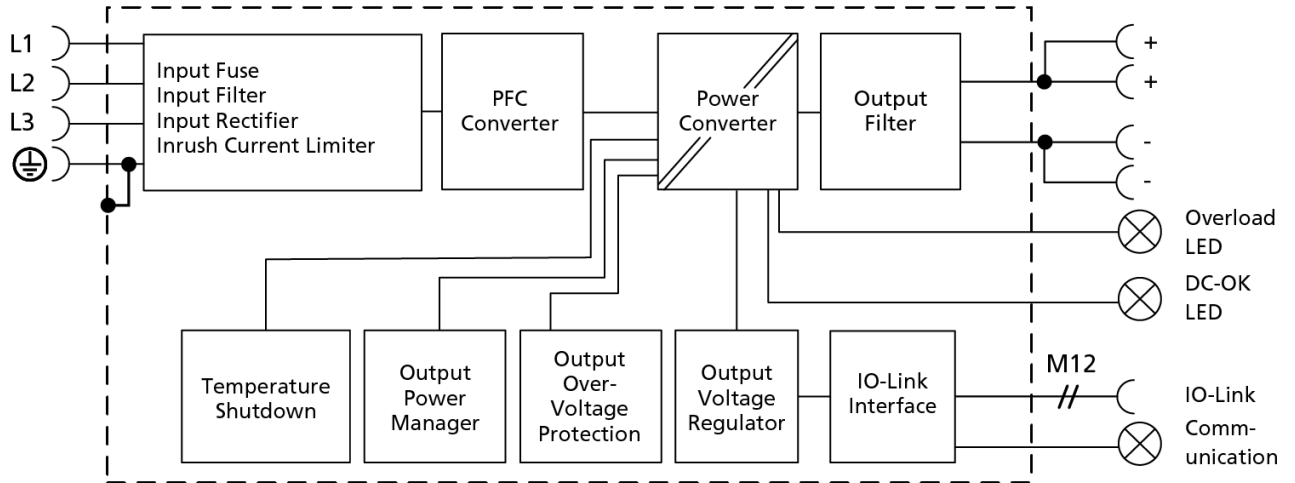 L1
L2
L3
Input Fuse
Input Filter
Input Rectifier
Inrush Current Limiter
PFC
Converter
Power
Converter
Output
Filter
+
+
-
-
Overload
LED
DC-OK
LED
Temperature
Shutdown
Output
Power
Manager
Output
Over-
Voltage
Protection
Output
Voltage
Regulator
IO-Link
Interface
M12
IO-Link
Comm-
unication